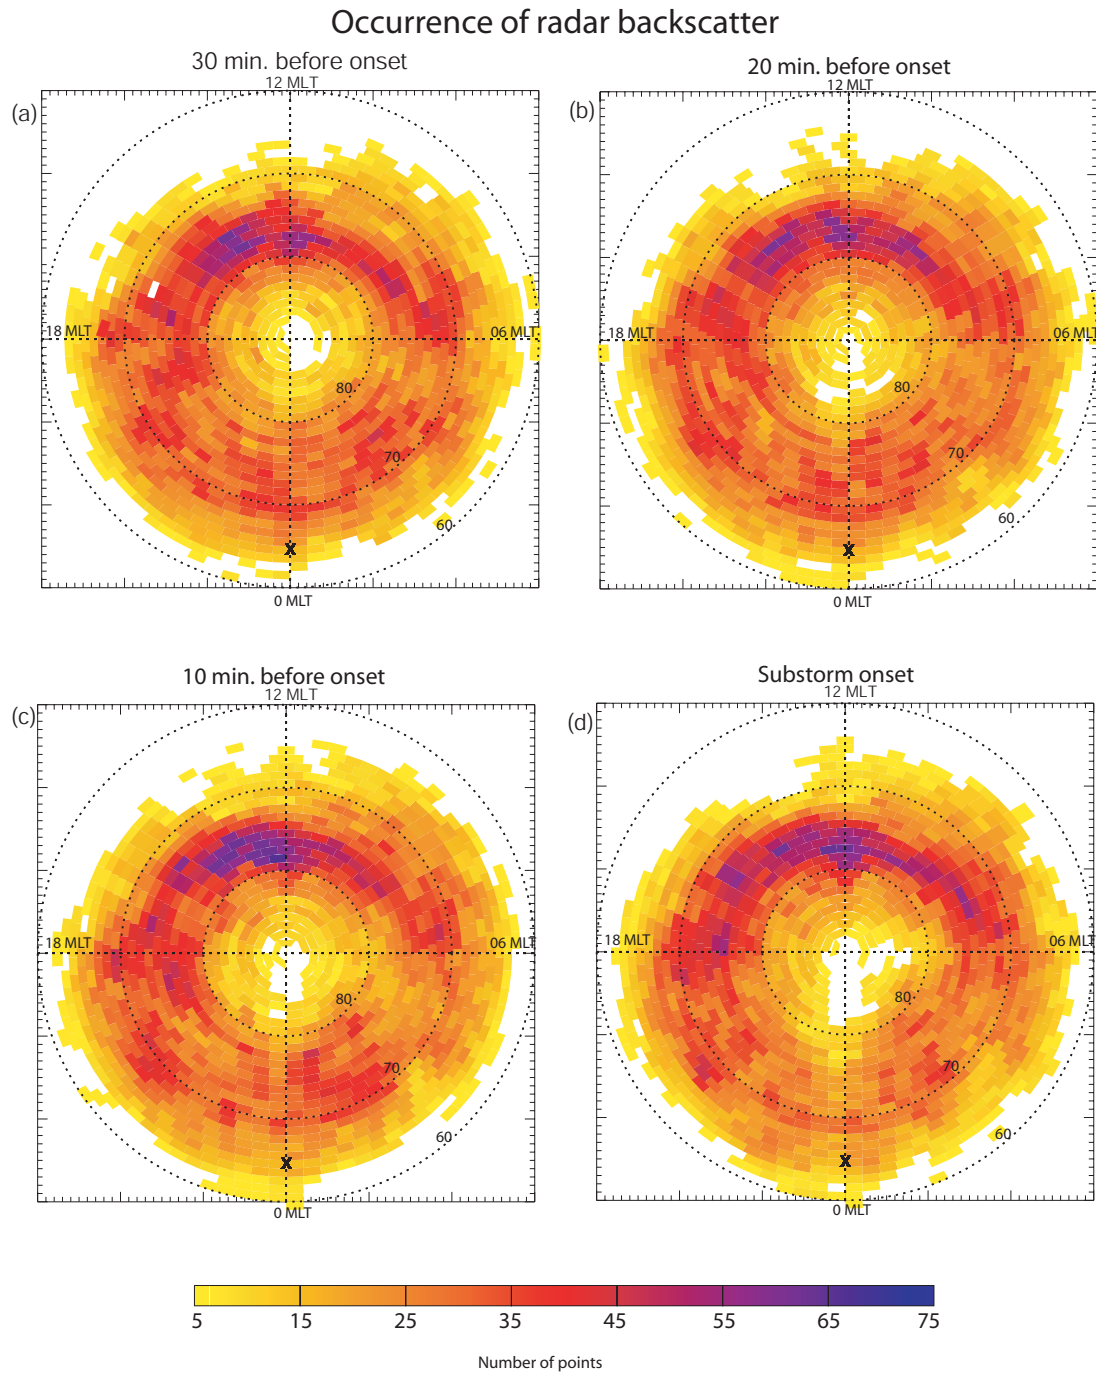 Occurrence of radar backscatter
30 min. before onset
12 MLT
(a)
18 MLT
06 MLT
80
70
60
X
0 MLT
20 min. before onset
12 MLT
(b)
18 MLT
06 MLT
80
70
60
X
0 MLT
10 min. before onset
12 MLT
(c)
18 MLT
06 MLT
80
70
60
X
0 MLT
Substorm onset
12 MLT
(d)
18 MLT
06 MLT
80
70
60
X
0 MLT
5 15 25 35 45 55 65 75
Number of points